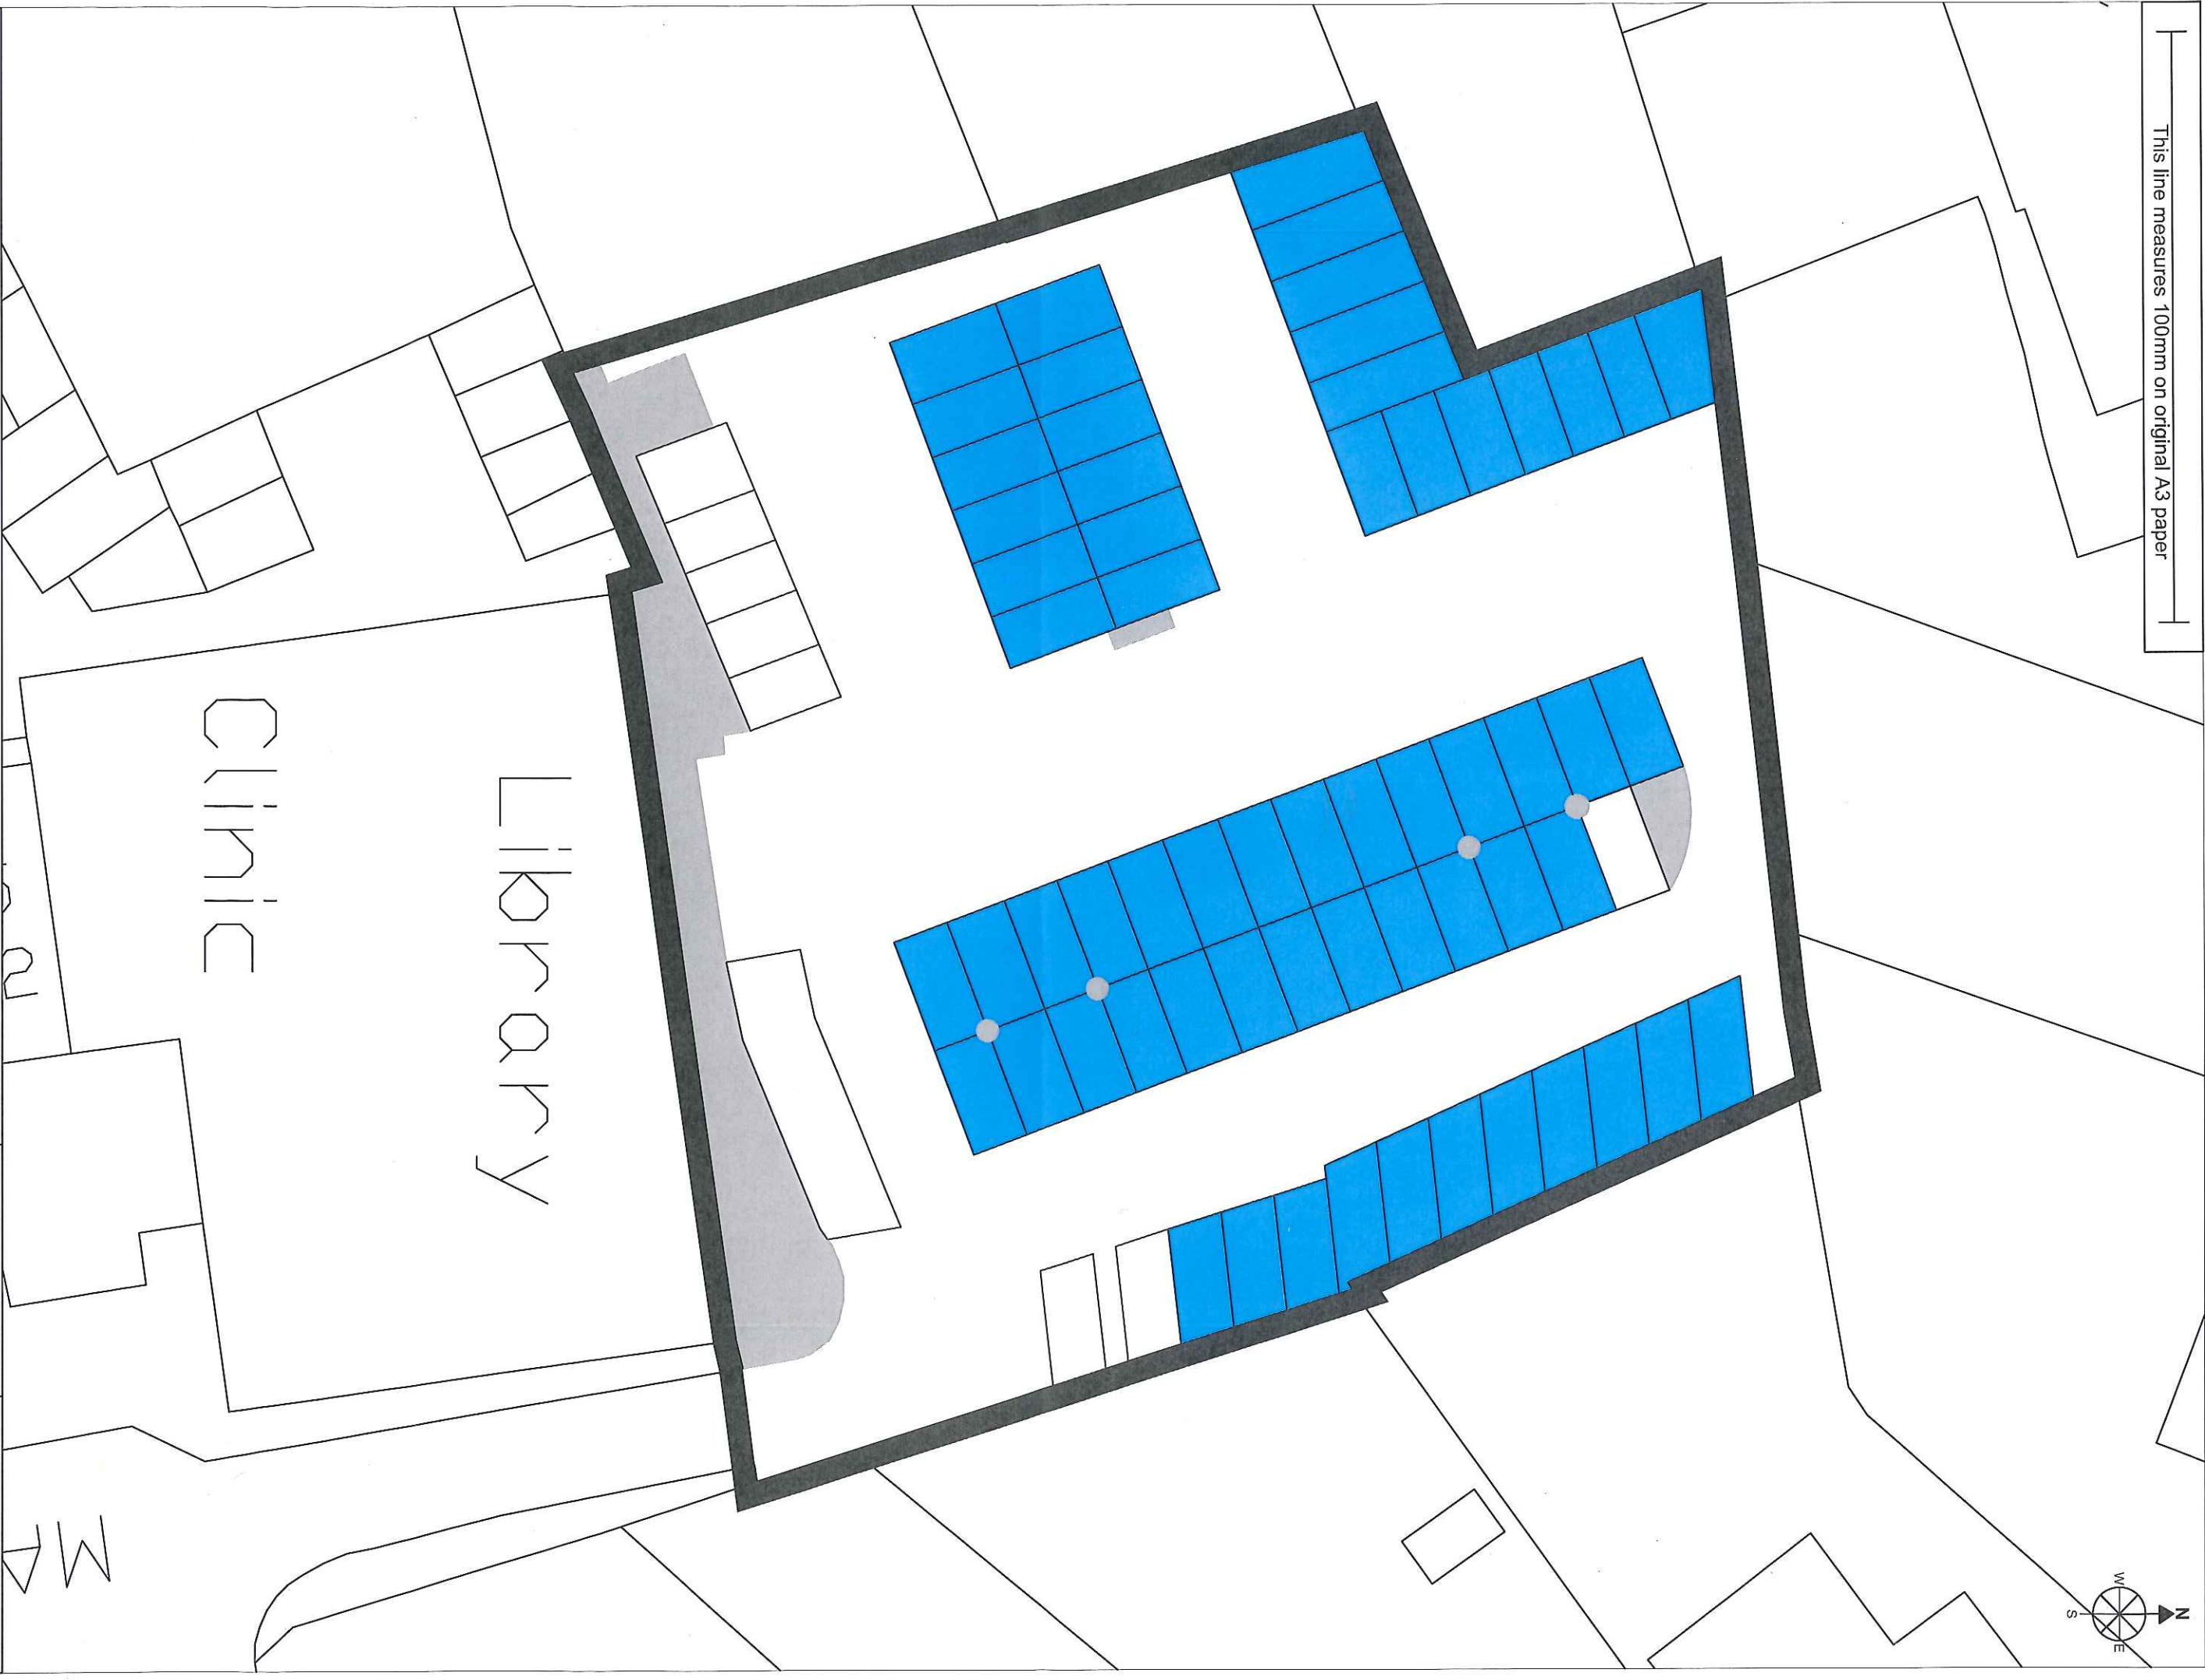 This line measures 100mm on original A3 paper
Library
Clinic
MA
N
W
E
S